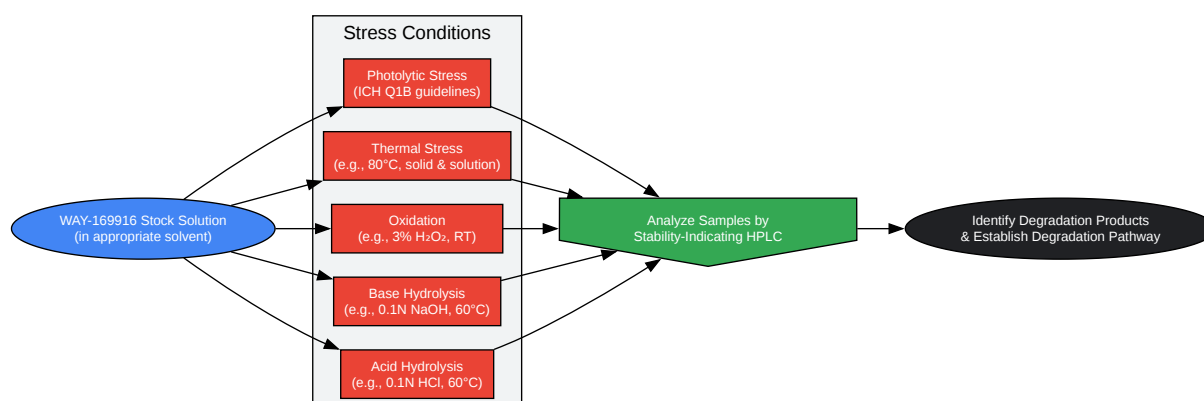 Stress Conditions
Photolytic Stress
(ICH Q1B guidelines)
Thermal Stress
(e.g., 80°C, solid & solution)
WAY-169916 Stock Solution
(in appropriate solvent)
Oxidation
(e.g., 3% H₂O₂, RT)
Analyze Samples by
Stability-Indicating HPLC
Identify Degradation Products
& Establish Degradation Pathway
Base Hydrolysis
(e.g., 0.1N NaOH, 60°C)
Acid Hydrolysis
(e.g., 0.1N HCl, 60°C)